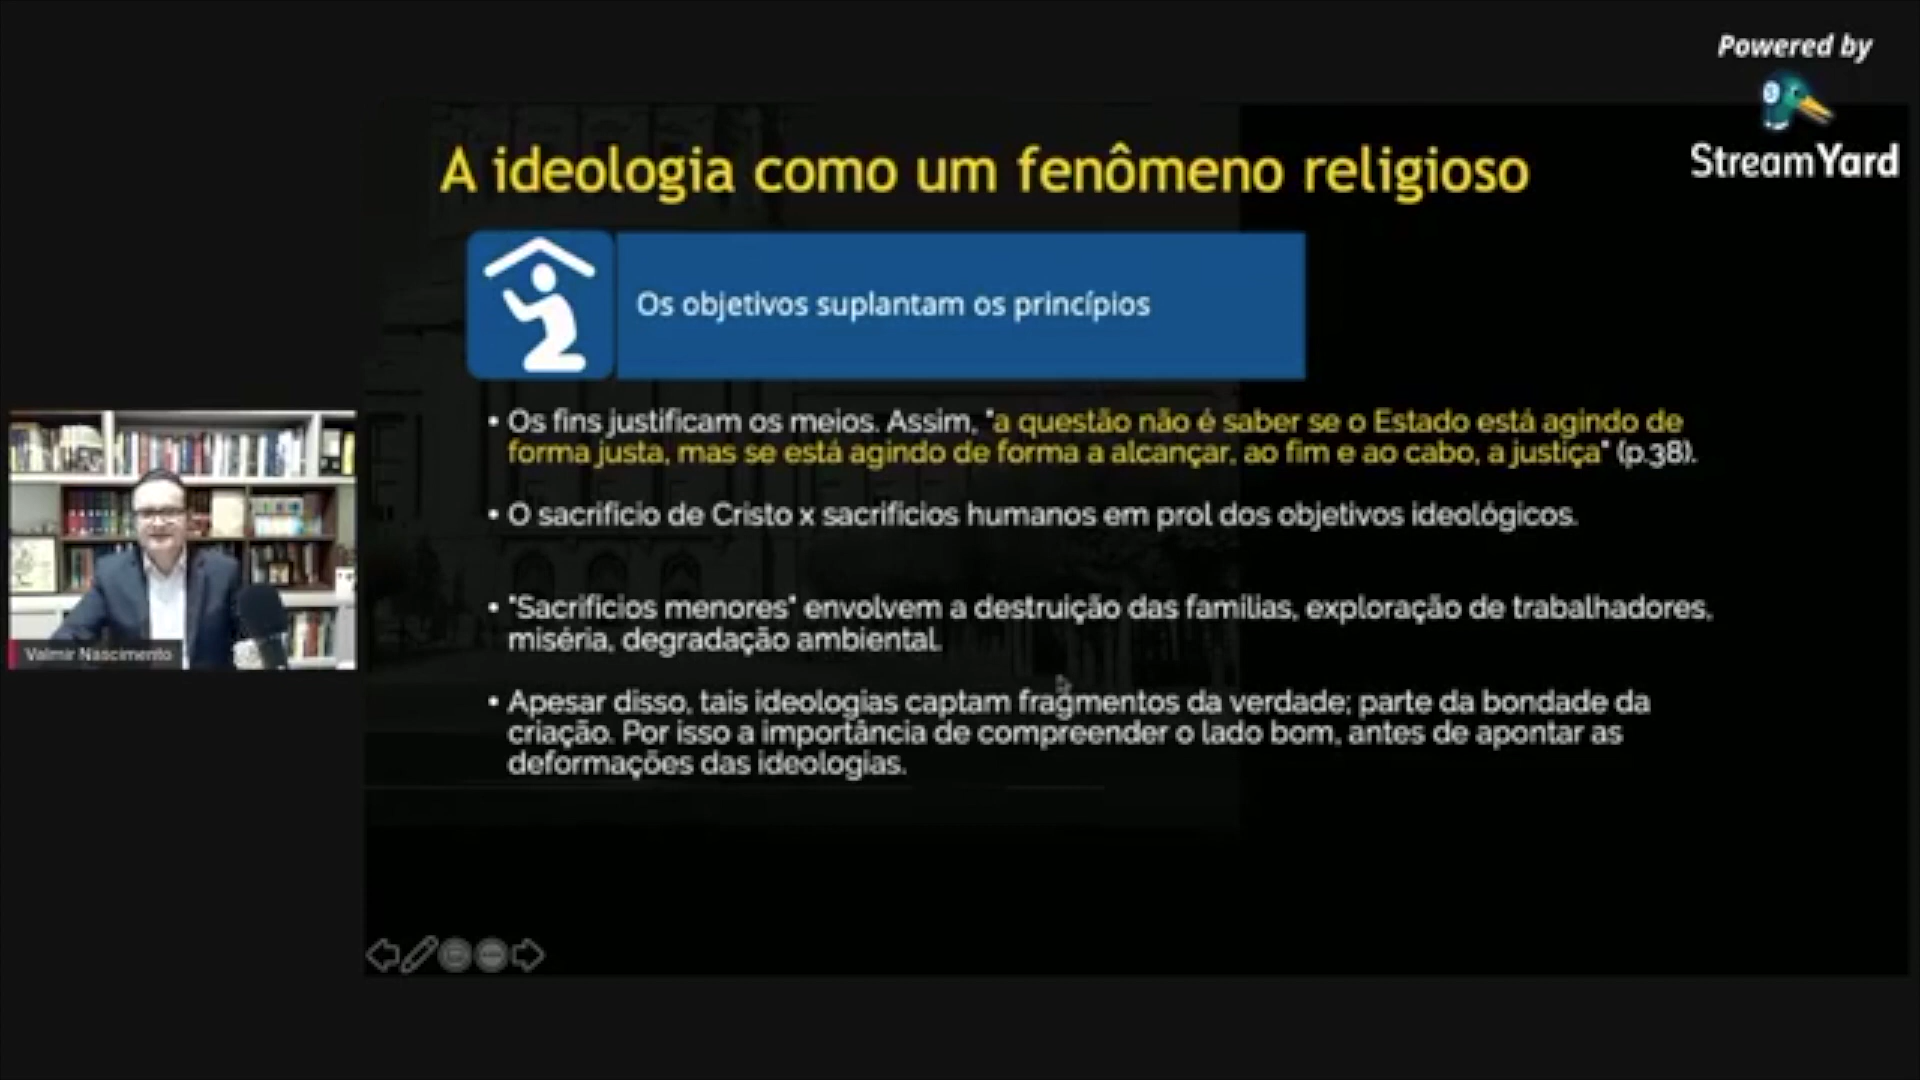 Powered by
StreamYard
A ideologia como um fenômeno religioso
Os objetivos suplantam os princípios
• Os fins justificam os meios. Assim, "a questão não é saber se o Estado está agindo de
forma justa, mas se está agindo de forma a alcançar, ao fim e ao cabo, a justiça" (p.38).
• O sacrifício de Cristo x sacrifícios humanos em prol dos objetivos ideológicos.
• "Sacrifícios menores" envolvem a destruição das famílias, exploração de trabalhadores,
miséria, degradação ambiental.
• Apesar disso, tais ideologias captam fragmentos da verdade; parte da bondade da
criação. Por isso a importância de compreender o lado bom, antes de apontar as
deformações das ideologias.
Valmir Nascimento